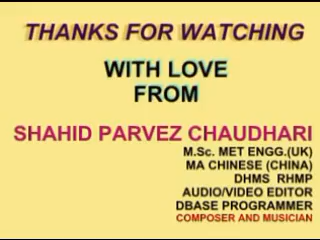 THANKS FOR WATCHING
WITH LOVE
FROM
SHAHID PARVEZ CHAUDHARI
M.Sc. MET ENGG.(UK)
MA CHINESE (CHINA)
DHMS RHMP
AUDIO/VIDEO EDITOR
DBASE PROGRAMMER
COMPOSER AND MUSICIAN